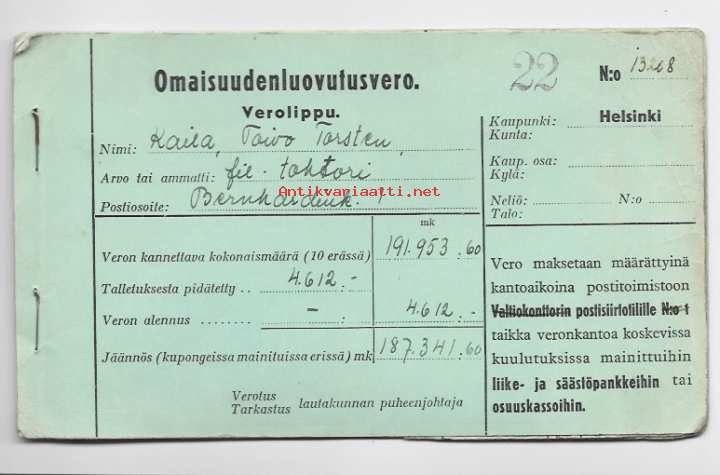 22
N:o 13208
Omaisuudenluovutusvero.
Verolippu.
Nimi: Kaila, Toivo Torsten,
Arvo tai ammatti: fil. tohtori
Postiosoite: Bernhardink. 1
Antikvariaatti.net
Kaupunki: Helsinki
Kunta:
Kaup. osa:
Kylä:
Neliö: N:o
Talo:
mk
Veron kannettava kokonaismäärä (10 erässä) 191.953:60
Talletuksesta pidätetty .. 4.612:-
Veron alennus ....... - : 4.612.-
Jäännös (kupongeissa mainituissa erissä) mk 187.341:60
Verotus
Tarkastus lautakunnan puheenjohtaja
Vero maksetaan määrättyinä
kantoaikoina postitoimistoon
Valtiokonttorin postisiirtotilille N:o 1
taikka veronkantoa koskevissa
kuulutuksissa mainittuihin
liike- ja säästöpankkeihin tai
osuuskassoihin.